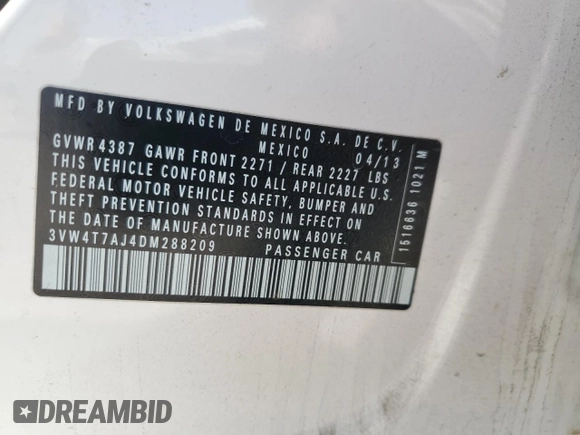 MFD BY VOLKSWAGEN DE MEXICO S.A. DE C.V.
MEXICO 04/13
GVWR 4387 GAWR FRONT 2271 / REAR 2227 LBS
THIS VEHICLE CONFORMS TO ALL APPLICABLE U.S.
FEDERAL MOTOR VEHICLE SAFETY, BUMPER AND
THEFT PREVENTION STANDARDS IN EFFECT ON
THE DATE OF MANUFACTURE SHOWN ABOVE.
3VW4T7AJ4DM288209 PASSENGER CAR
1516636 1021 M
DREAMBID